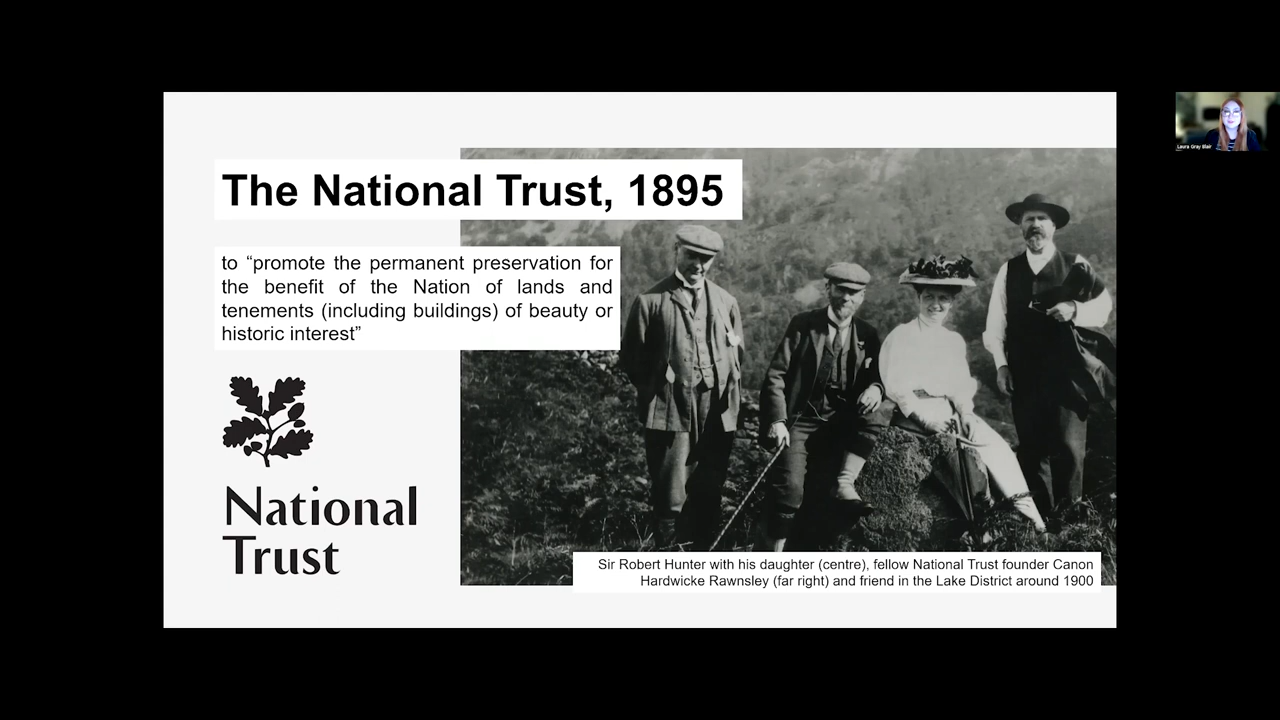 The National Trust, 1895
to “promote the permanent preservation for
the benefit of the Nation of lands and
tenements (including buildings) of beauty or
historic interest”
National
Trust
Sir Robert Hunter with his daughter (centre), fellow National Trust founder Canon
Hardwicke Rawnsley (far right) and friend in the Lake District around 1900
Laura Gray Blair